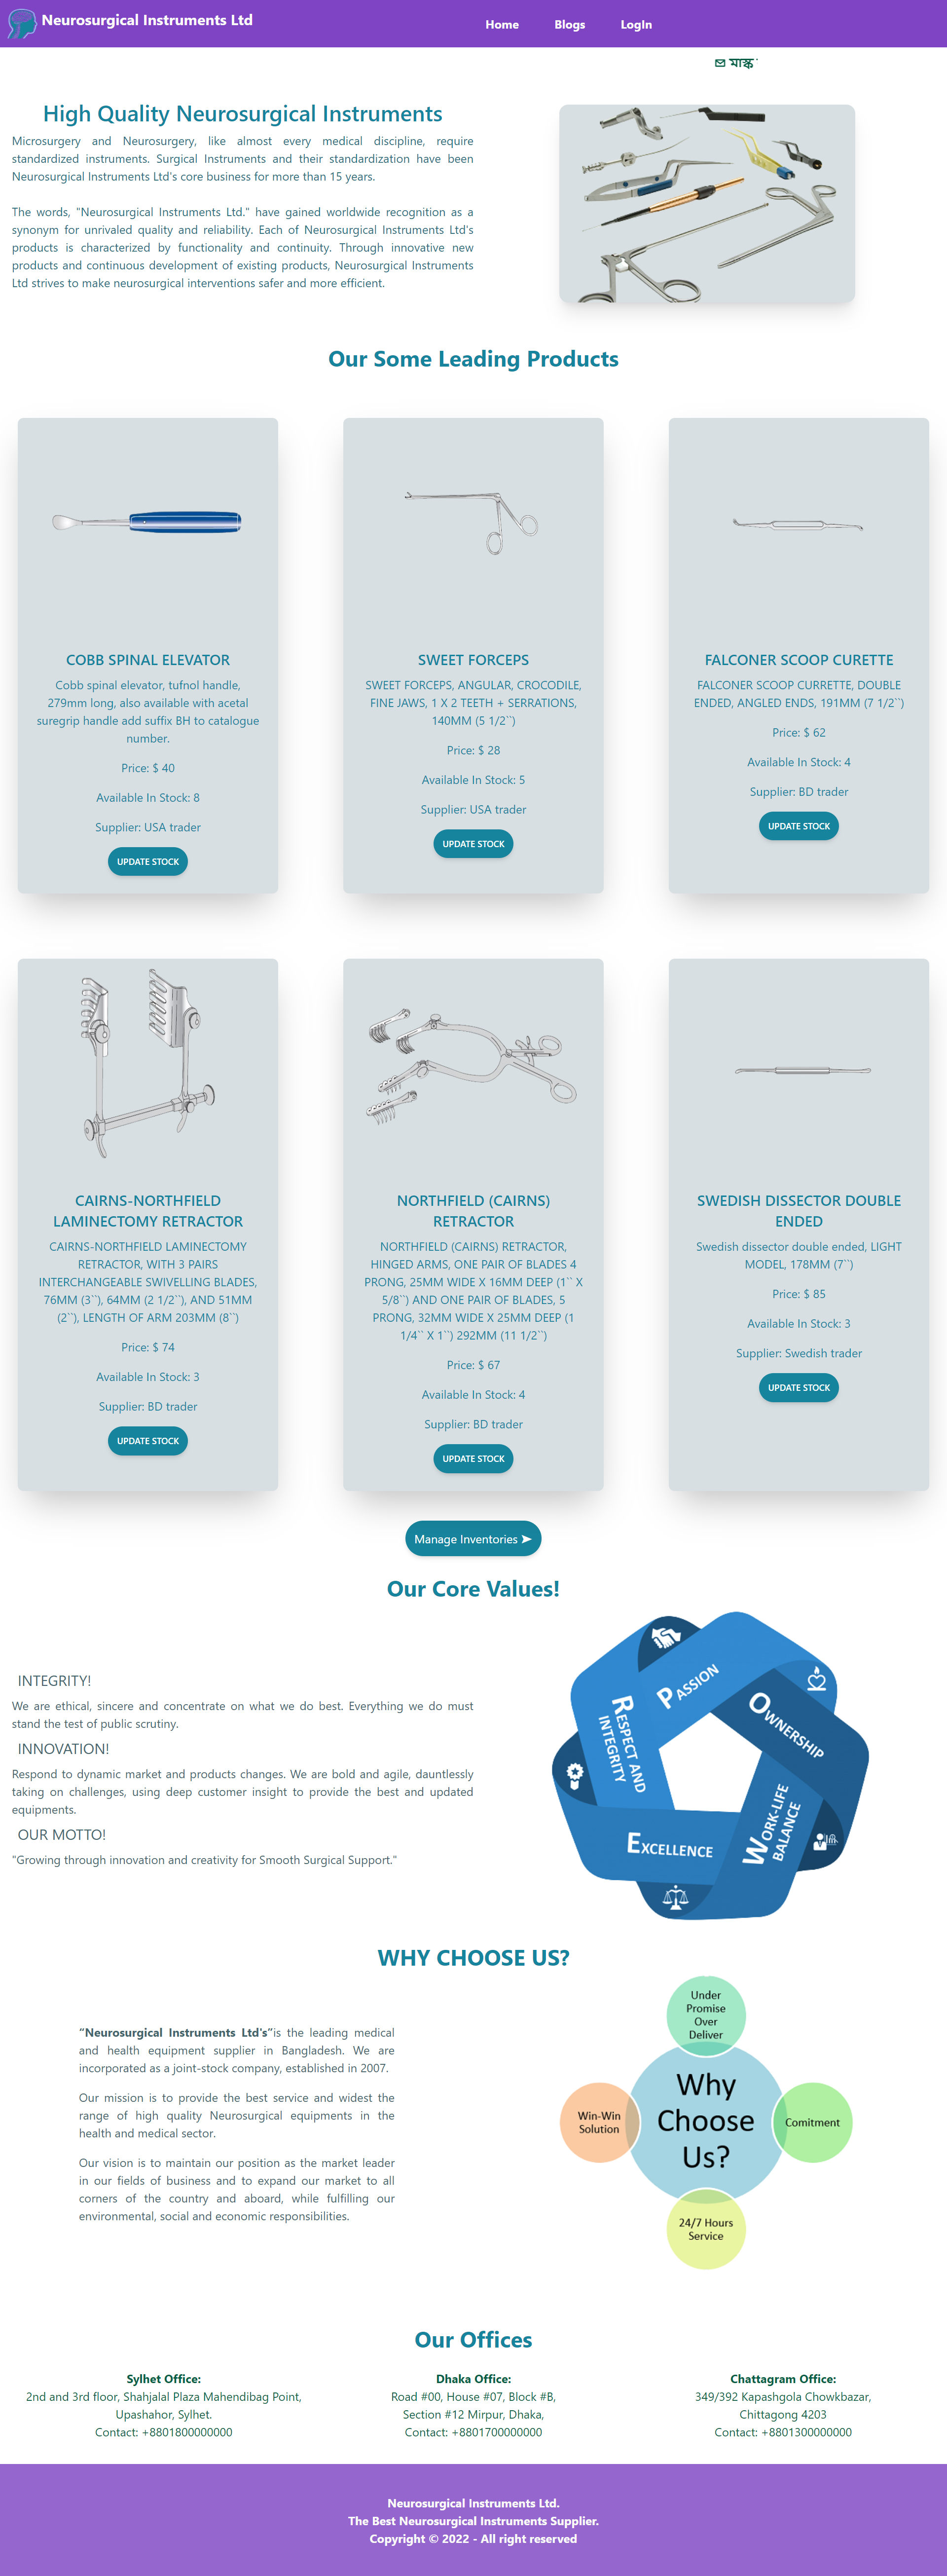 Neurosurgical Instruments Ltd
Home Blogs LogIn
মাস্ক
High Quality Neurosurgical Instruments
Microsurgery and Neurosurgery, like almost every medical discipline, require
standardized instruments. Surgical Instruments and their standardization have been
Neurosurgical Instruments Ltd's core business for more than 15 years.
The words, "Neurosurgical Instruments Ltd." have gained worldwide recognition as a
synonym for unrivaled quality and reliability. Each of Neurosurgical Instruments Ltd's
products is characterized by functionality and continuity. Through innovative new
products and continuous development of existing products, Neurosurgical Instruments
Ltd strives to make neurosurgical interventions safer and more efficient.
Our Some Leading Products
COBB SPINAL ELEVATOR
Cobb spinal elevator, tufnol handle,
279mm long, also available with acetal
suregrip handle add suffix BH to catalogue
number.
Price: $ 40
Available In Stock: 8
Supplier: USA trader
UPDATE STOCK
SWEET FORCEPS
SWEET FORCEPS, ANGULAR, CROCODILE,
FINE JAWS, 1 X 2 TEETH + SERRATIONS,
140MM (5 1/2``)
Price: $ 28
Available In Stock: 5
Supplier: USA trader
UPDATE STOCK
FALCONER SCOOP CURETTE
FALCONER SCOOP CURRETTE, DOUBLE
ENDED, ANGLED ENDS, 191MM (7 1/2``)
Price: $ 62
Available In Stock: 4
Supplier: BD trader
UPDATE STOCK
CAIRNS-NORTHFIELD
LAMINECTOMY RETRACTOR
CAIRNS-NORTHFIELD LAMINECTOMY
RETRACTOR, WITH 3 PAIRS
INTERCHANGEABLE SWIVELLING BLADES,
76MM (3``), 64MM (2 1/2``), AND 51MM
(2``), LENGTH OF ARM 203MM (8``)
Price: $ 74
Available In Stock: 3
Supplier: BD trader
UPDATE STOCK
NORTHFIELD (CAIRNS)
RETRACTOR
NORTHFIELD (CAIRNS) RETRACTOR,
HINGED ARMS, ONE PAIR OF BLADES 4
PRONG, 25MM WIDE X 16MM DEEP (1`` X
5/8``) AND ONE PAIR OF BLADES, 5
PRONG, 32MM WIDE X 25MM DEEP (1
1/4`` X 1``) 292MM (11 1/2``)
Price: $ 67
Available In Stock: 4
Supplier: BD trader
UPDATE STOCK
SWEDISH DISSECTOR DOUBLE
ENDED
Swedish dissector double ended, LIGHT
MODEL, 178MM (7``)
Price: $ 85
Available In Stock: 3
Supplier: Swedish trader
UPDATE STOCK
Manage Inventories ➤
Our Core Values!
INTEGRITY!
We are ethical, sincere and concentrate on what we do best. Everything we do must
stand the test of public scrutiny.
INNOVATION!
Respond to dynamic market and products changes. We are bold and agile, dauntlessly
taking on challenges, using deep customer insight to provide the best and updated
equipments.
OUR MOTTO!
"Growing through innovation and creativity for Smooth Surgical Support."
PASSION
OWNERSHIP
WORK-LIFE
BALANCE
EXCELLENCE
RESPECT AND
INTEGRITY
WHY CHOOSE US?
“Neurosurgical Instruments Ltd's”is the leading medical
and health equipment supplier in Bangladesh. We are
incorporated as a joint-stock company, established in 2007.
Our mission is to provide the best service and widest the
range of high quality Neurosurgical equipments in the
health and medical sector.
Our vision is to maintain our position as the market leader
in our fields of business and to expand our market to all
corners of the country and aboard, while fulfilling our
environmental, social and economic responsibilities.
Under
Promise
Over
Deliver
Why
Choose
Us?
Win-Win
Solution
Comitment
24/7 Hours
Service
Our Offices
Sylhet Office:
2nd and 3rd floor, Shahjalal Plaza Mahendibag Point,
Upashahor, Sylhet.
Contact: +8801800000000
Dhaka Office:
Road #00, House #07, Block #B,
Section #12 Mirpur, Dhaka,
Contact: +8801700000000
Chattagram Office:
349/392 Kapashgola Chowkbazar,
Chittagong 4203
Contact: +8801300000000
Neurosurgical Instruments Ltd.
The Best Neurosurgical Instruments Supplier.
Copyright © 2022 - All right reserved